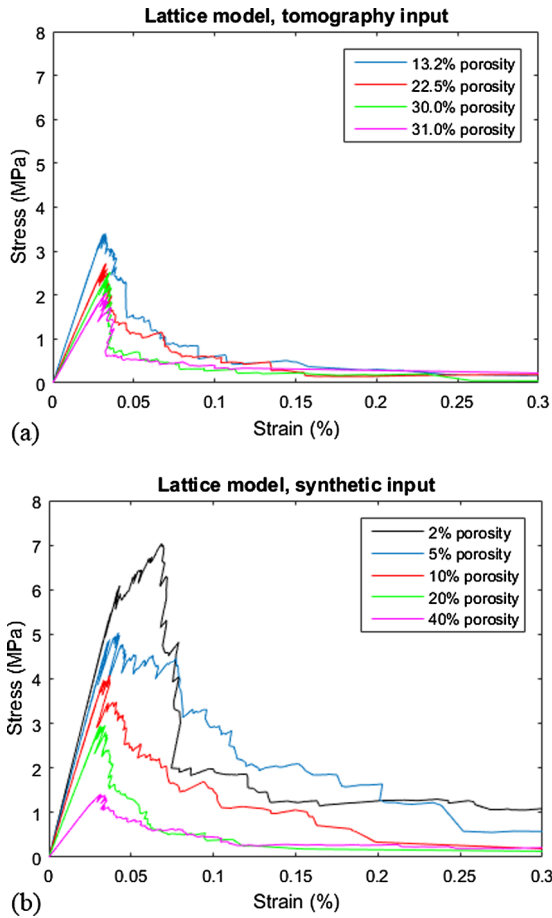 Lattice model, tomography input
8
7
6
5
4
3
2
1
0
Stress (MPa)
13.2% porosity
22.5% porosity
30.0% porosity
31.0% porosity
0 0.05 0.1 0.15 0.2 0.25 0.3
Strain (%)
(a)
Lattice model, synthetic input
8
7
6
5
4
3
2
1
0
Stress (MPa)
2% porosity
5% porosity
10% porosity
20% porosity
40% porosity
0 0.05 0.1 0.15 0.2 0.25 0.3
Strain (%)
(b)